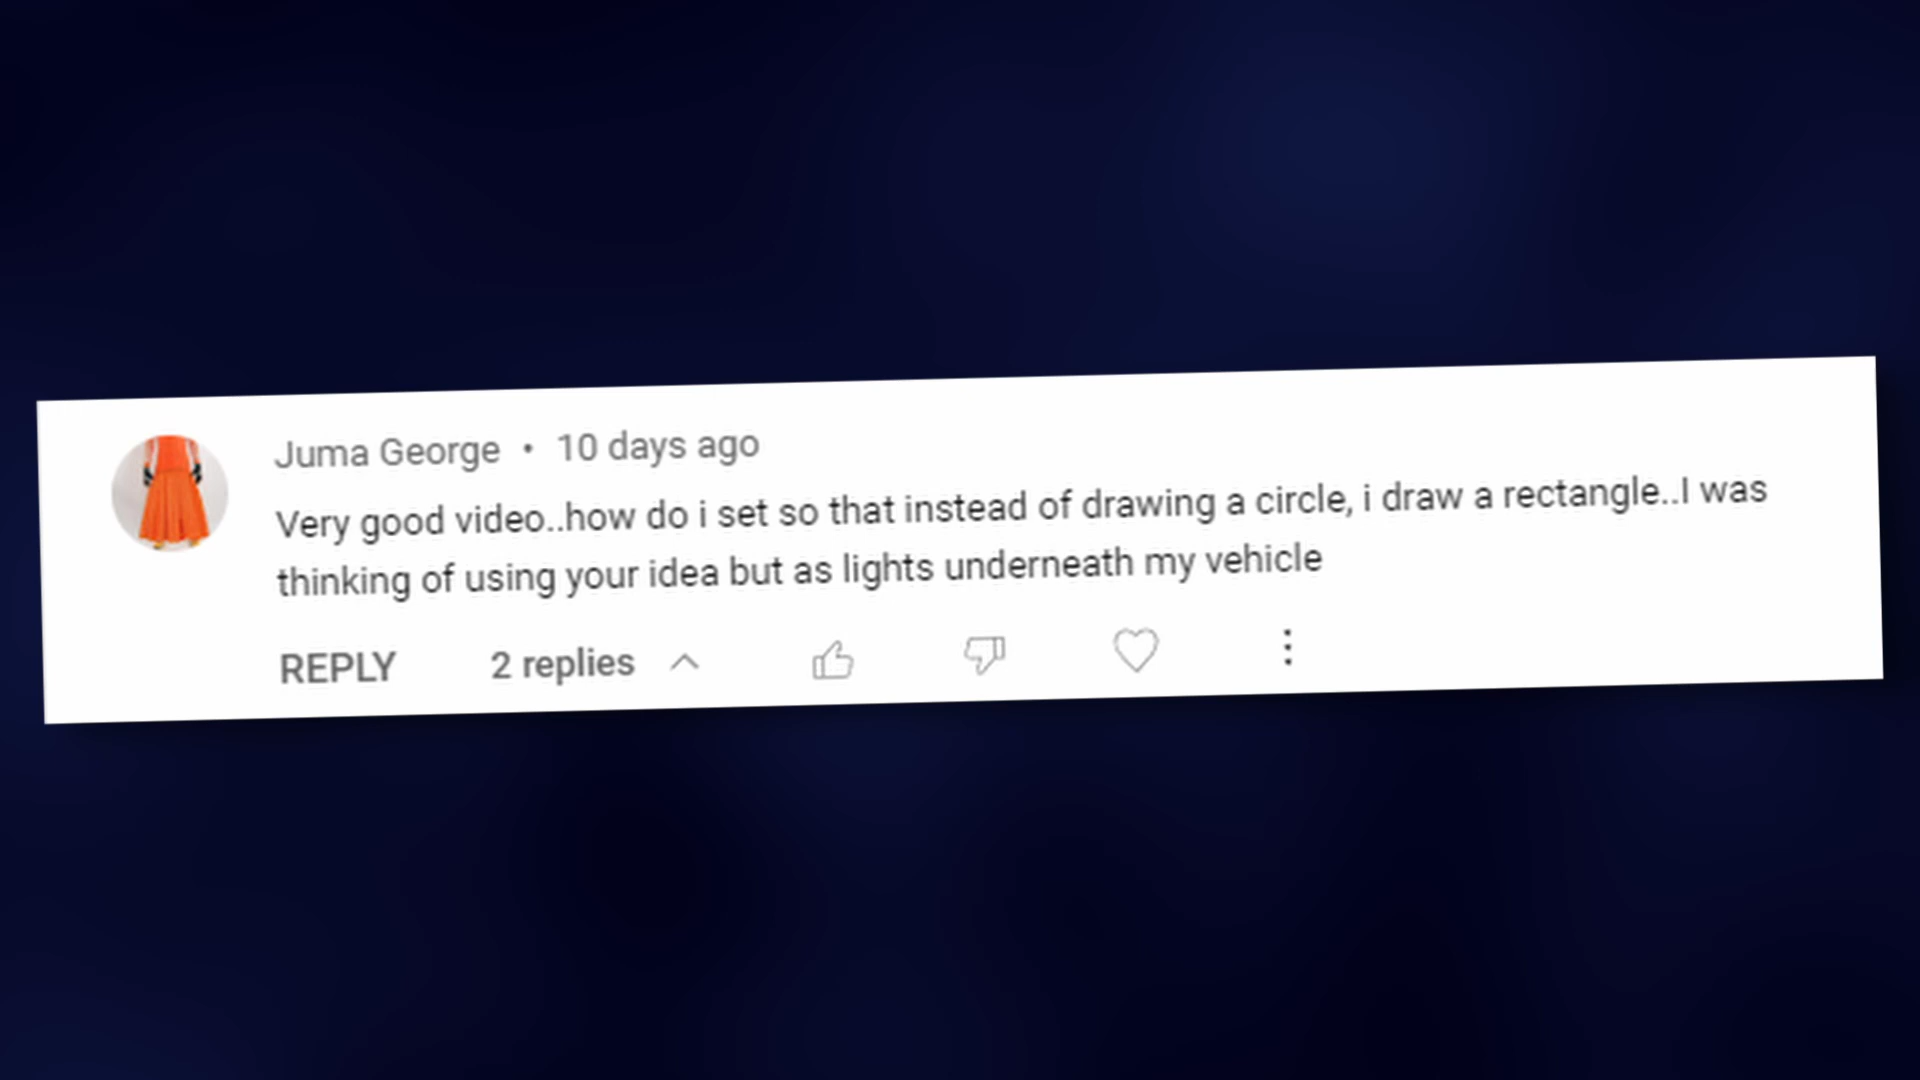 Juma George • 10 days ago
Very good video..how do i set so that instead of drawing a circle, i draw a rectangle..I was
thinking of using your idea but as lights underneath my vehicle
REPLY 2 replies